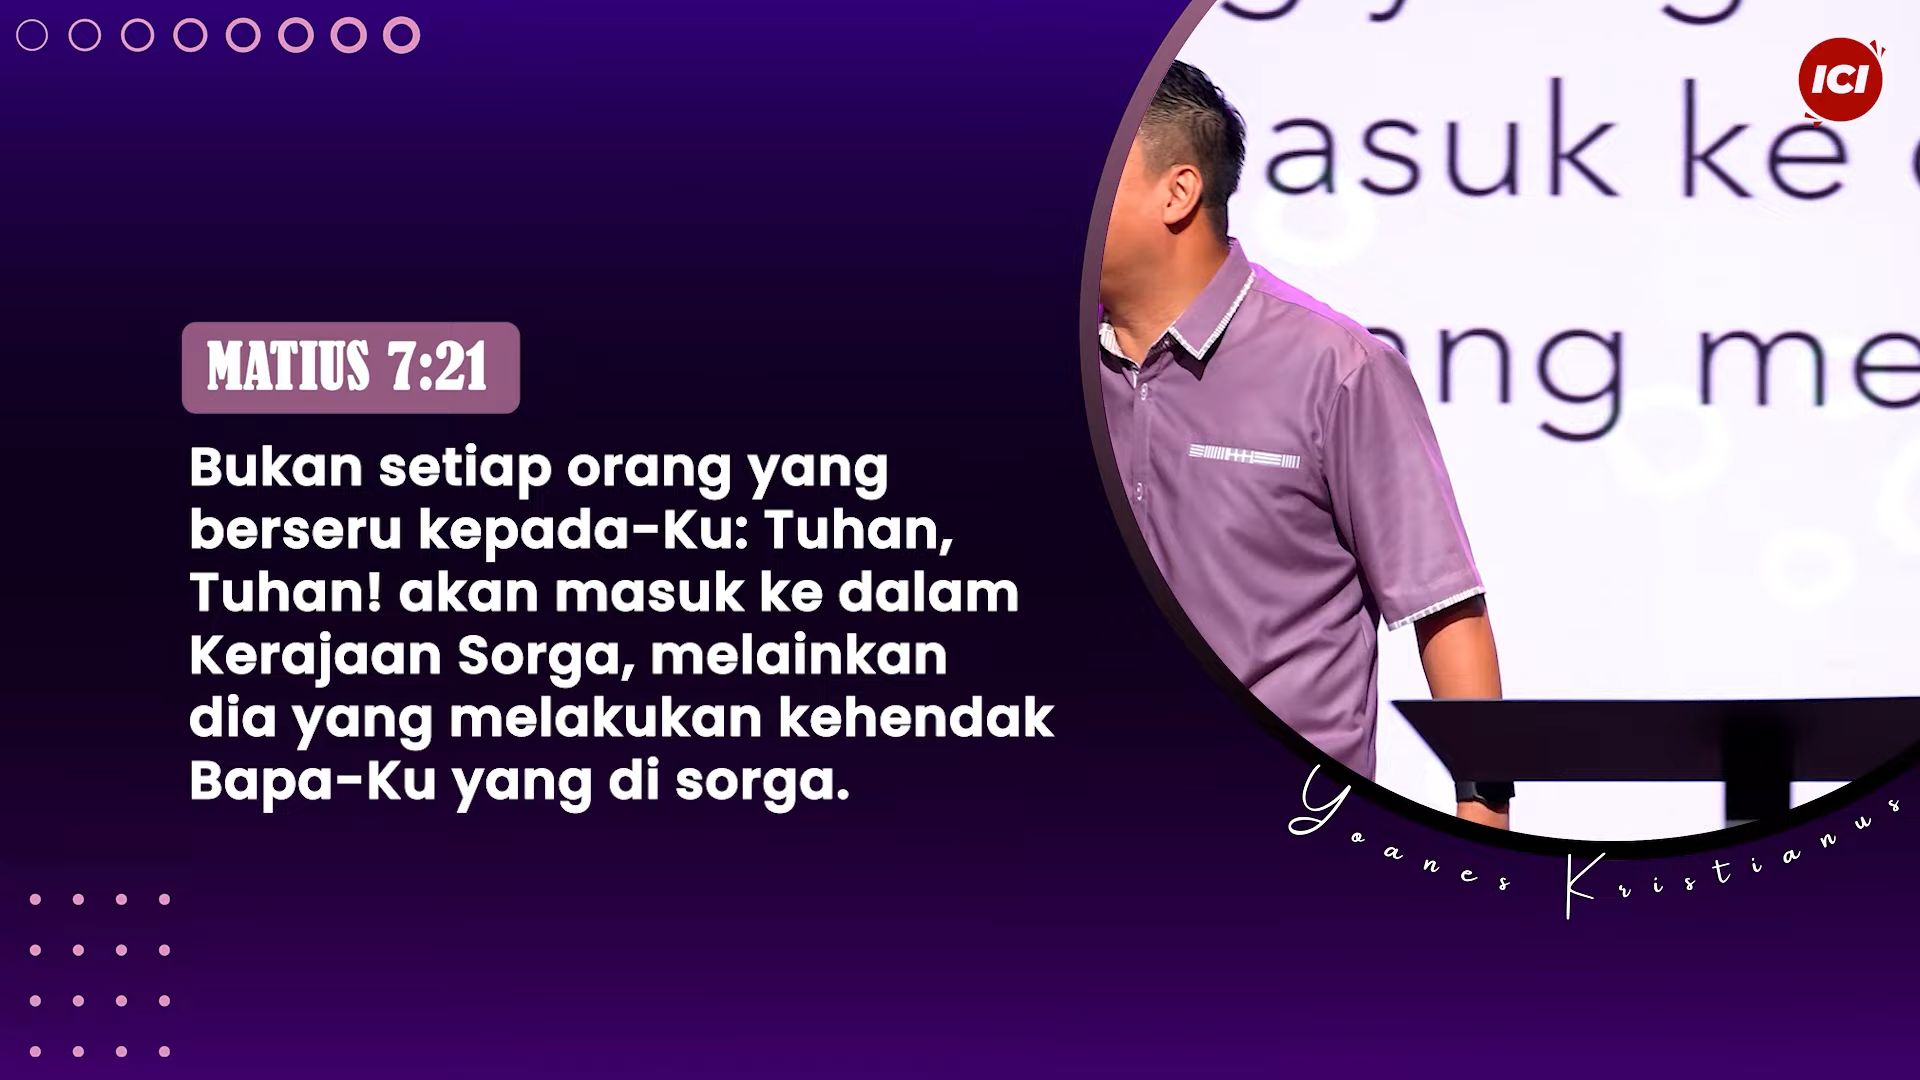 ICI
asuk ke
ang me
MATIUS 7:21
Bukan setiap orang yang
berseru kepada-Ku: Tuhan,
Tuhan! akan masuk ke dalam
Kerajaan Sorga, melainkan
dia yang melakukan kehendak
Bapa-Ku yang di sorga.
Yoanes Kristianus